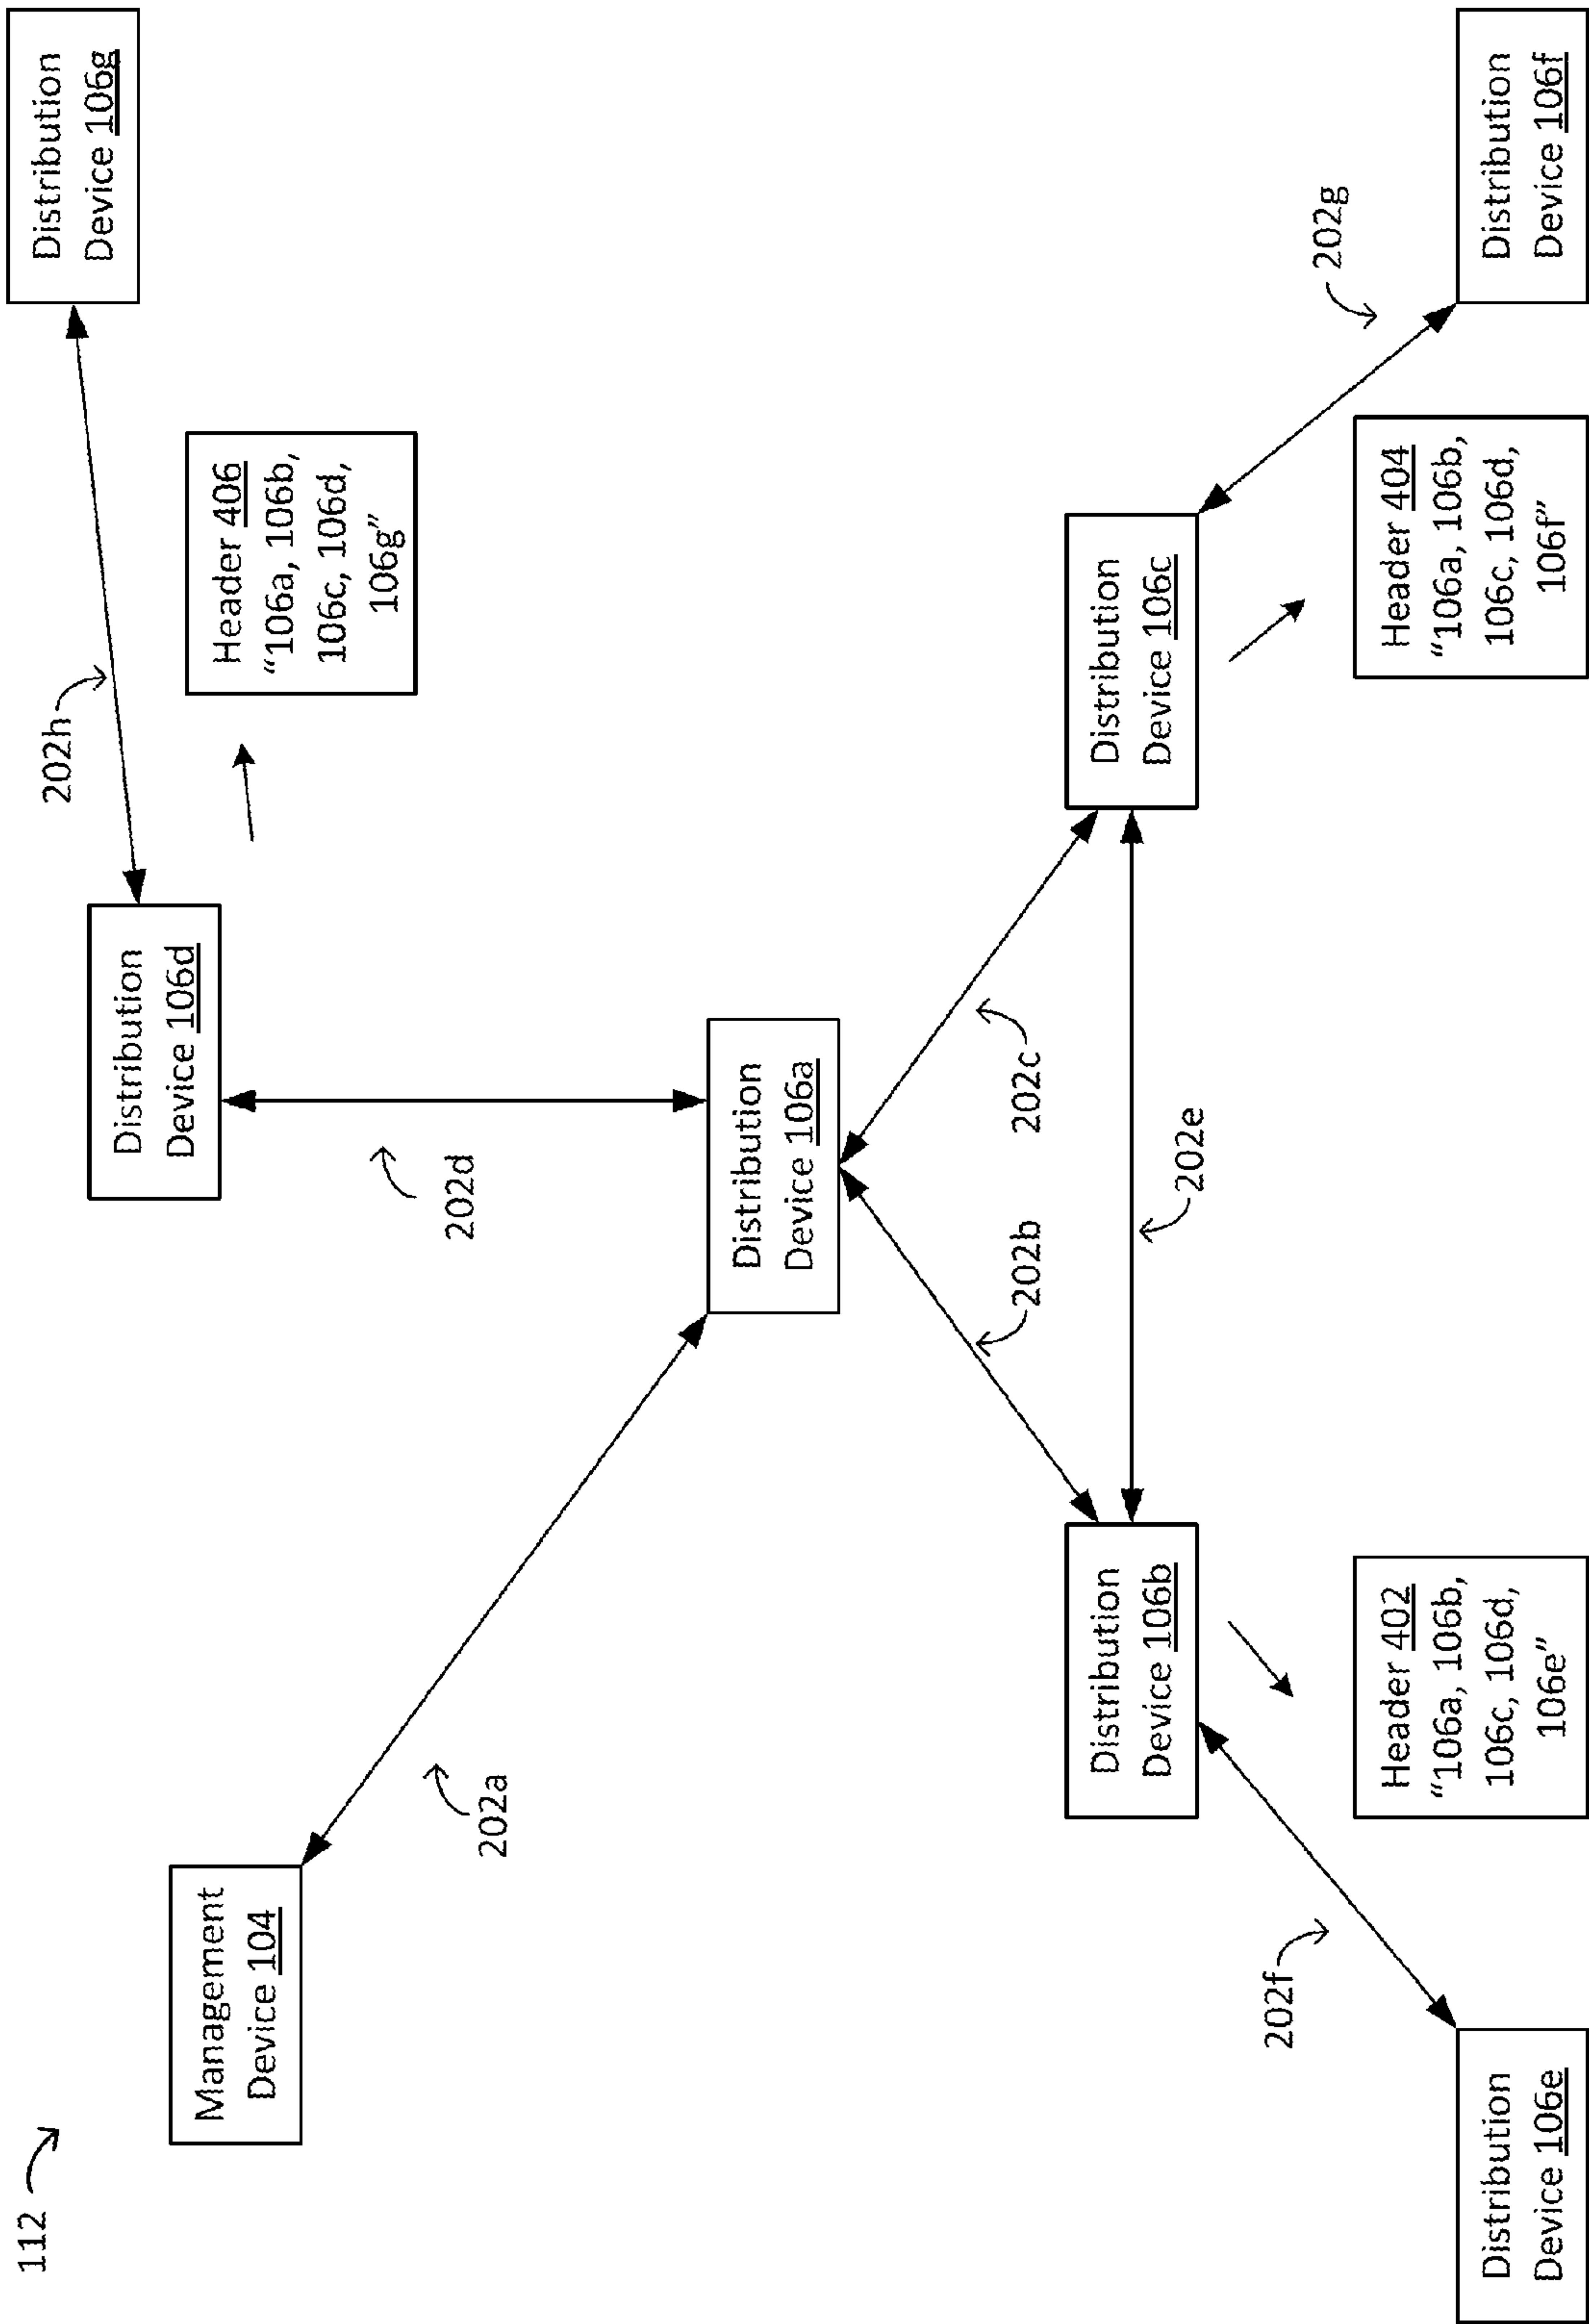 112
Management
Device 104
202a
Distribution
Device 106d
202d
202h
Distribution
Device 106g
Header 406
“106a, 106b,
106c, 106d,
106g”
Distribution
Device 106a
202b
202c
202e
Distribution
Device 106b
Distribution
Device 106c
202f
202g
Header 402
“106a, 106b,
106c, 106d,
106e”
Header 404
“106a, 106b,
106c, 106d,
106f”
Distribution
Device 106e
Distribution
Device 106f